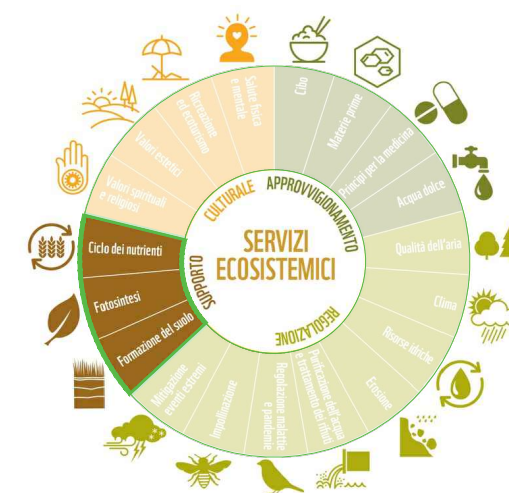 SERVIZI
ECOSISTEMICI
CULTURALE
APPROVVIGIONAMENTO
REGOLAZIONE
SUPPORTO
Cibo
Materie prime
Principi per la medicina
Acqua dolce
Qualità dell'aria
Clima
Risorse idriche
Erosione
Purificazione dell'acqua
e trattamento dei rifiuti
Regolazione malattie
e pandemie
Impollinazione
Mitigazione
eventi estremi
Formazione del suolo
Fotosintesi
Ciclo dei nutrienti
Valori spirituali
e religiosi
Valori estetici
Ricreazione
ed ecoturismo
Salute fisica
e mentale